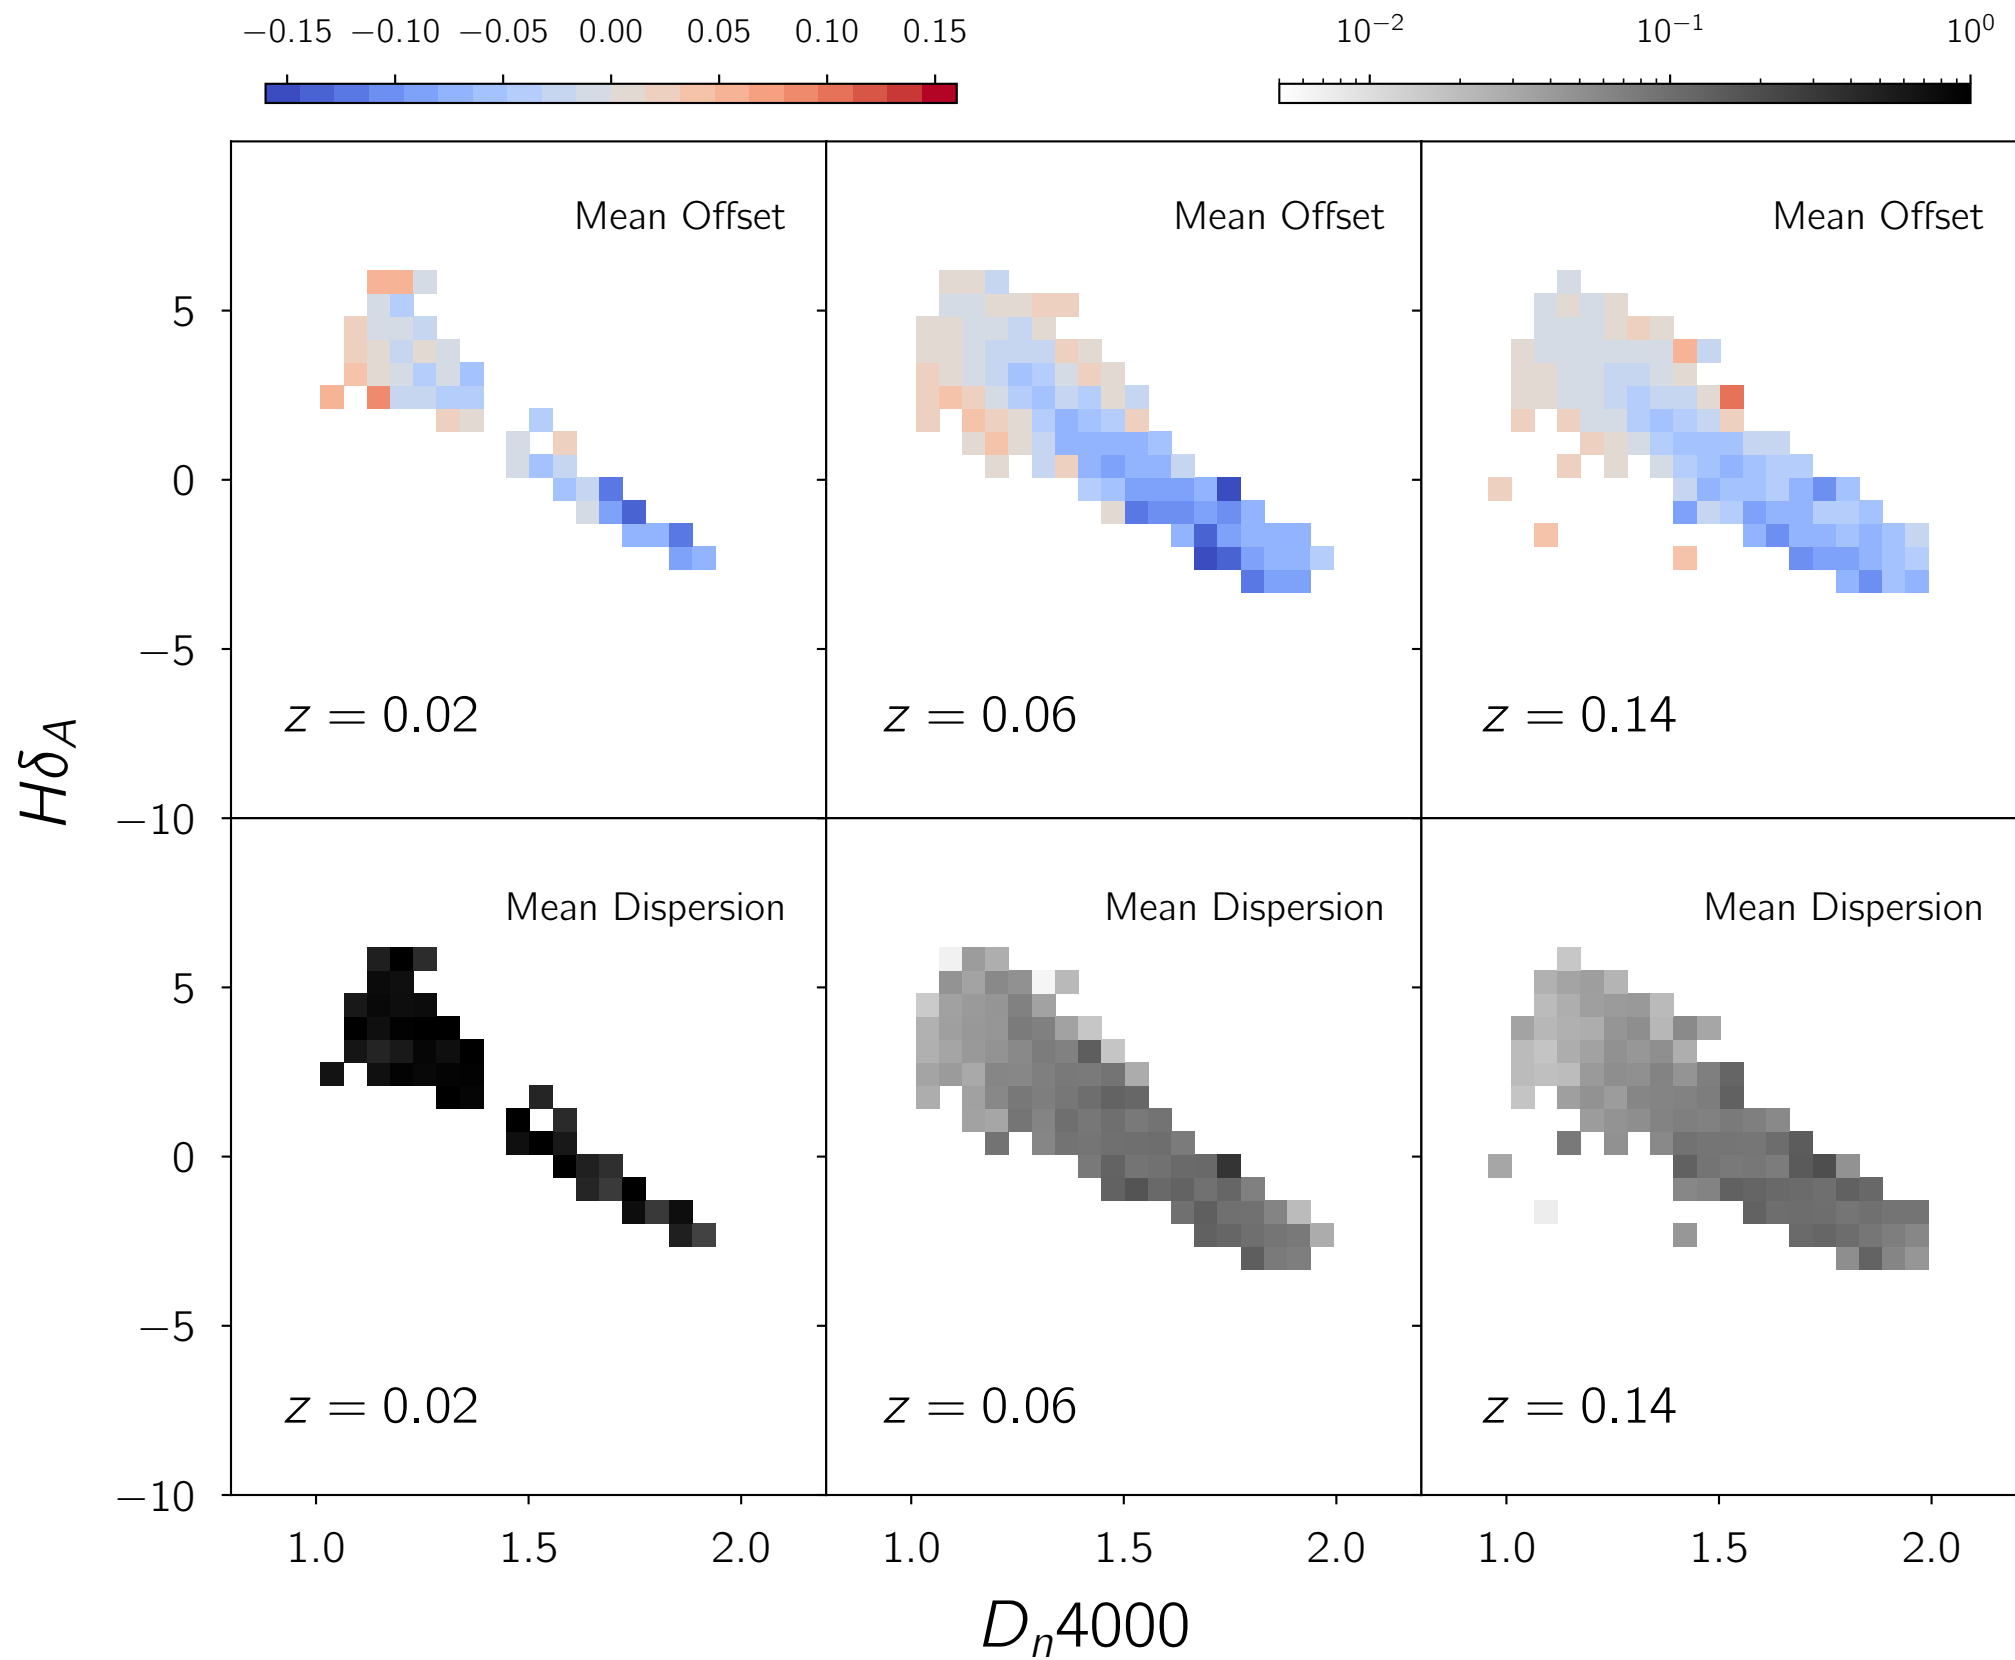 −0.15 −0.10 −0.05 0.00 0.05 0.10 0.15
10⁻² 10⁻¹ 10⁰
Mean Offset
Mean Offset
Mean Offset
5
0
−5
−10
z = 0.02
z = 0.06
z = 0.14
HδA
Mean Dispersion
Mean Dispersion
Mean Dispersion
5
0
−5
−10
z = 0.02
z = 0.06
z = 0.14
1.0 1.5 2.0 1.0 1.5 2.0 1.0 1.5 2.0
Dn4000